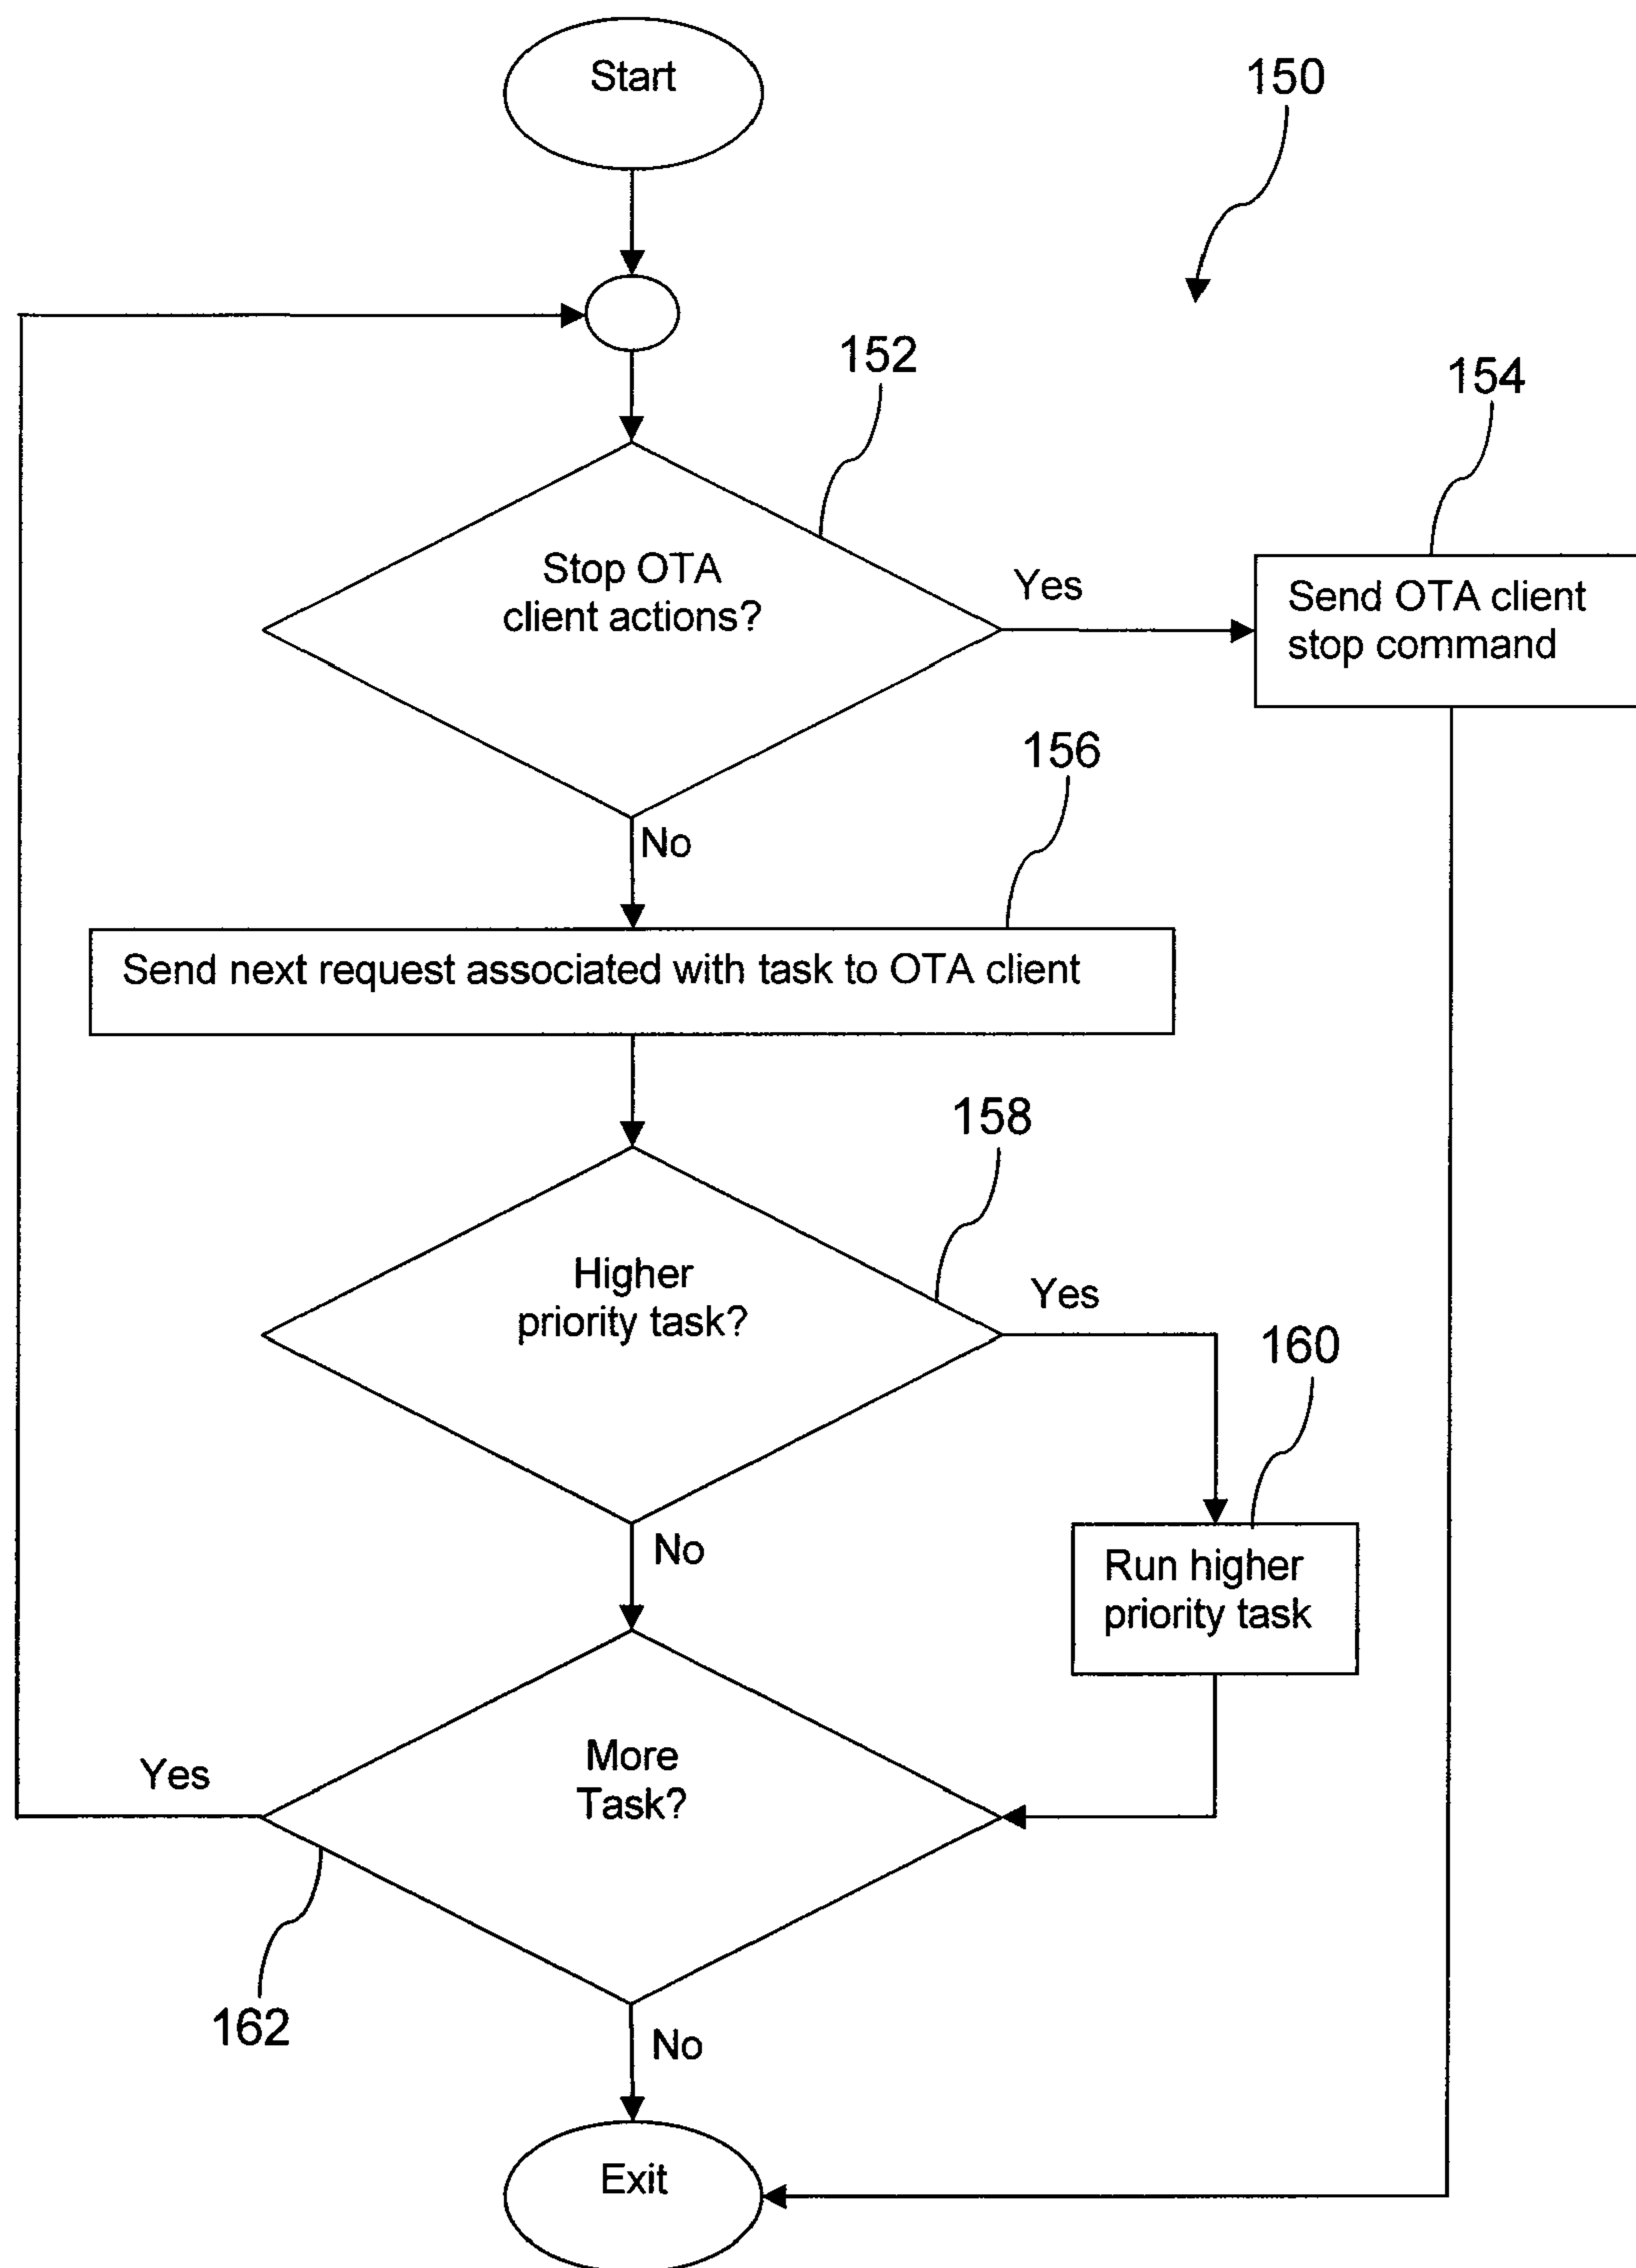 Start
150
152
154
Stop OTA
client actions?
Yes
Send OTA client
stop command
No
156
Send next request associated with task to OTA client
158
Higher
priority task?
Yes
160
No
Run higher
priority task
More
Task?
Yes
162
No
Exit